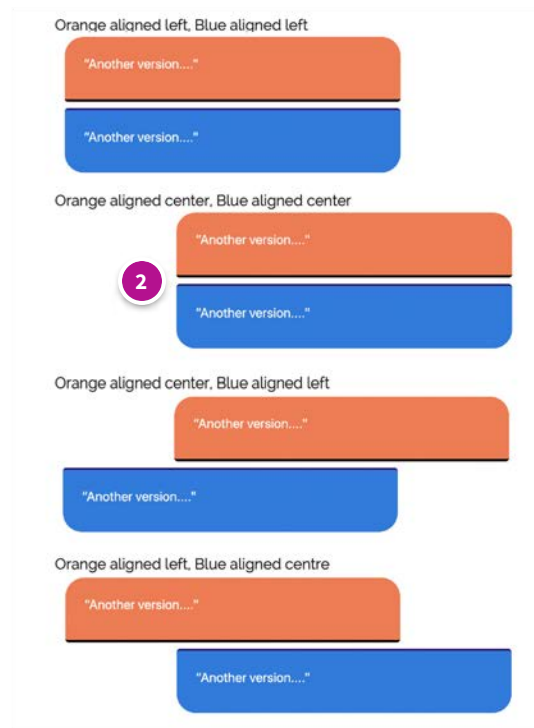 Orange aligned left, Blue aligned left
"Another version...."
"Another version...."
Orange aligned center, Blue aligned center
"Another version...."
2
"Another version...."
Orange aligned center, Blue aligned left
"Another version...."
"Another version...."
Orange aligned left, Blue aligned centre
"Another version...."
"Another version...."